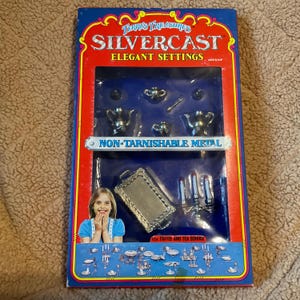 SILVERCAST
ELEGANT SETTINGS
NON-TARNISHABLE METAL